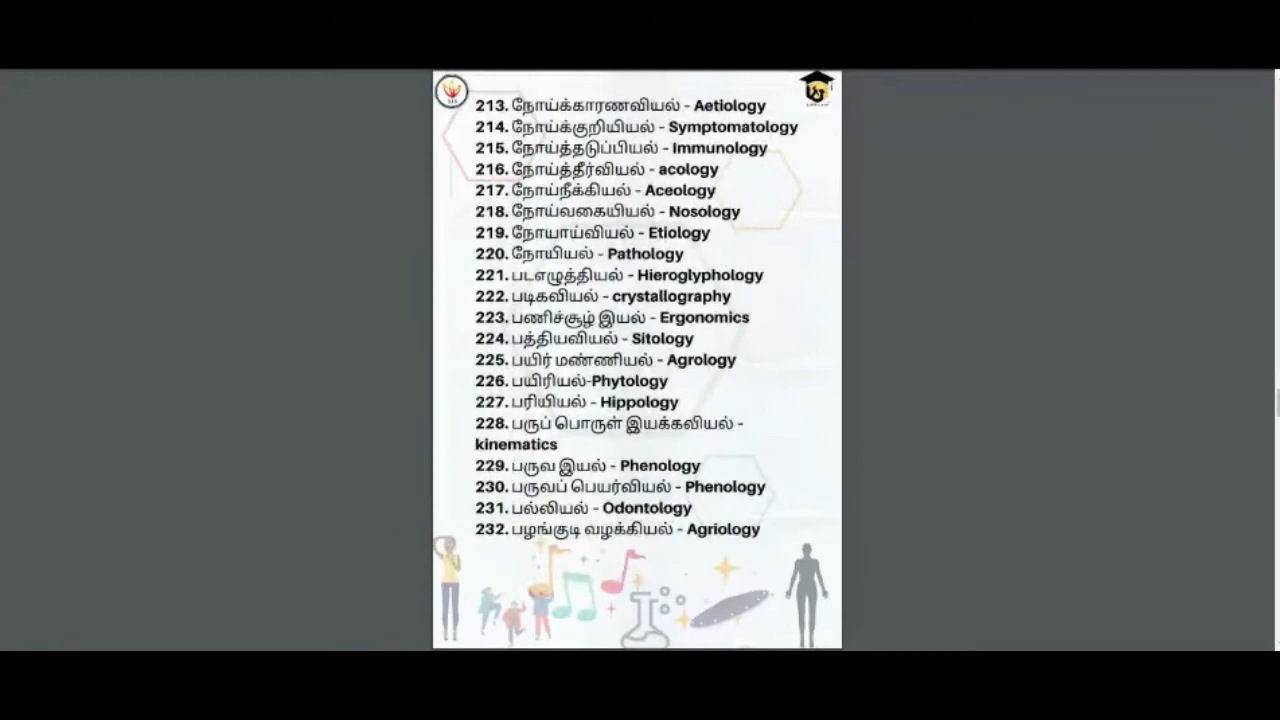 213. நோய்க்காரணவியல் - Aetiology
214. நோய்க்குறியியல் - Symptomatology
215. நோய்த்தடுப்பியல் - Immunology
216. நோய்த்தீர்வியல் - acology
217. நோய்நீக்கியல் - Aceology
218. நோய்வகையியல் - Nosology
219. நோயாய்வியல் - Etiology
220. நோயியல் - Pathology
221. படஎழுத்தியல் - Hieroglyphology
222. படிகவியல் - crystallography
223. பணிச்சூழ் இயல் - Ergonomics
224. பத்தியவியல் - Sitology
225. பயிர் மண்ணியல் - Agrology
226. பயிரியல்-Phytology
227. பரியியல் - Hippology
228. பருப் பொருள் இயக்கவியல் -
kinematics
229. பருவ இயல் - Phenology
230. பருவப் பெயர்வியல் - Phenology
231. பல்லியல் - Odontology
232. பழங்குடி வழக்கியல் - Agriology